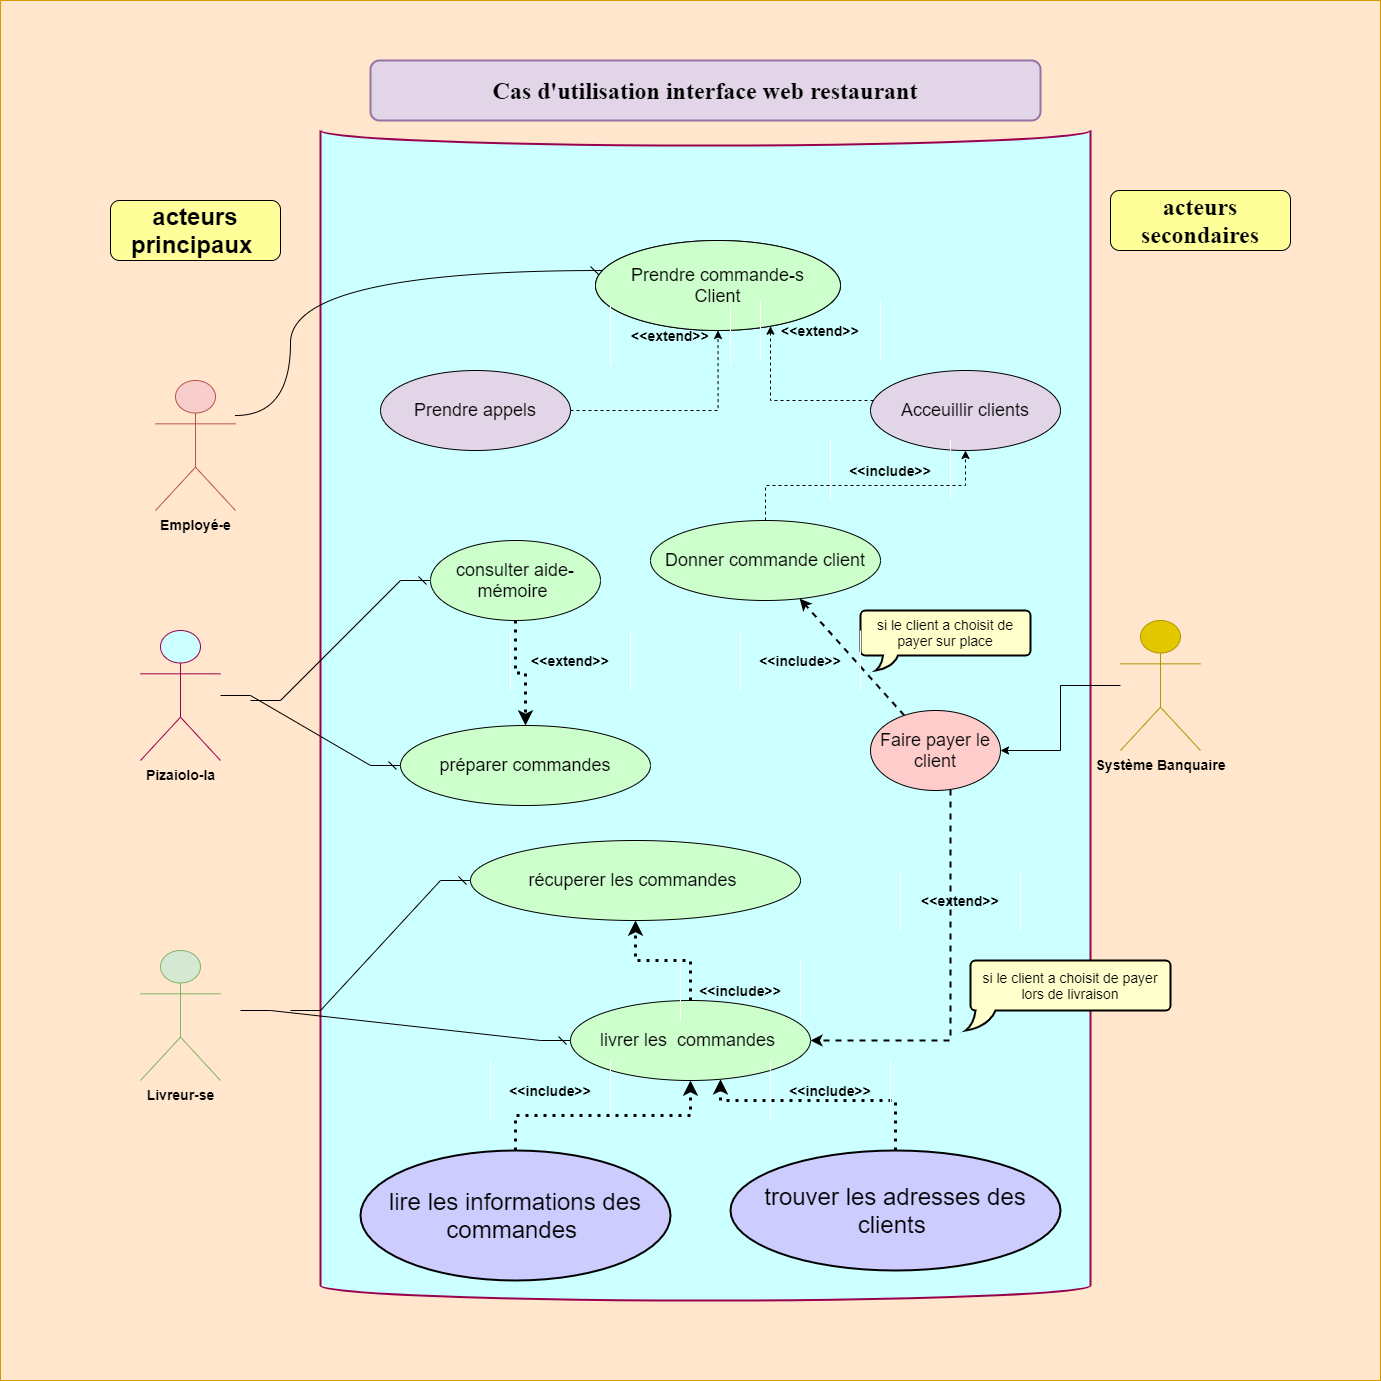 Cas d'utilisation interface web restaurant
acteurs
principaux
acteurs
secondaires
Prendre commande-s
Client
<<extend>>
<<extend>>
Prendre appels
Acceuillir clients
<<include>>
Employé-e
consulter aide-
mémoire
Donner commande client
si le client a choisit de
payer sur place
<<extend>>
<<include>>
Faire payer le
client
préparer commandes
Pizaiolo-la
Système Banquaire
récuperer les commandes
<<extend>>
si le client a choisit de payer
lors de livraison
<<include>>
livrer les  commandes
Livreur-se
<<include>>
<<include>>
lire les informations des
commandes
trouver les adresses des
clients